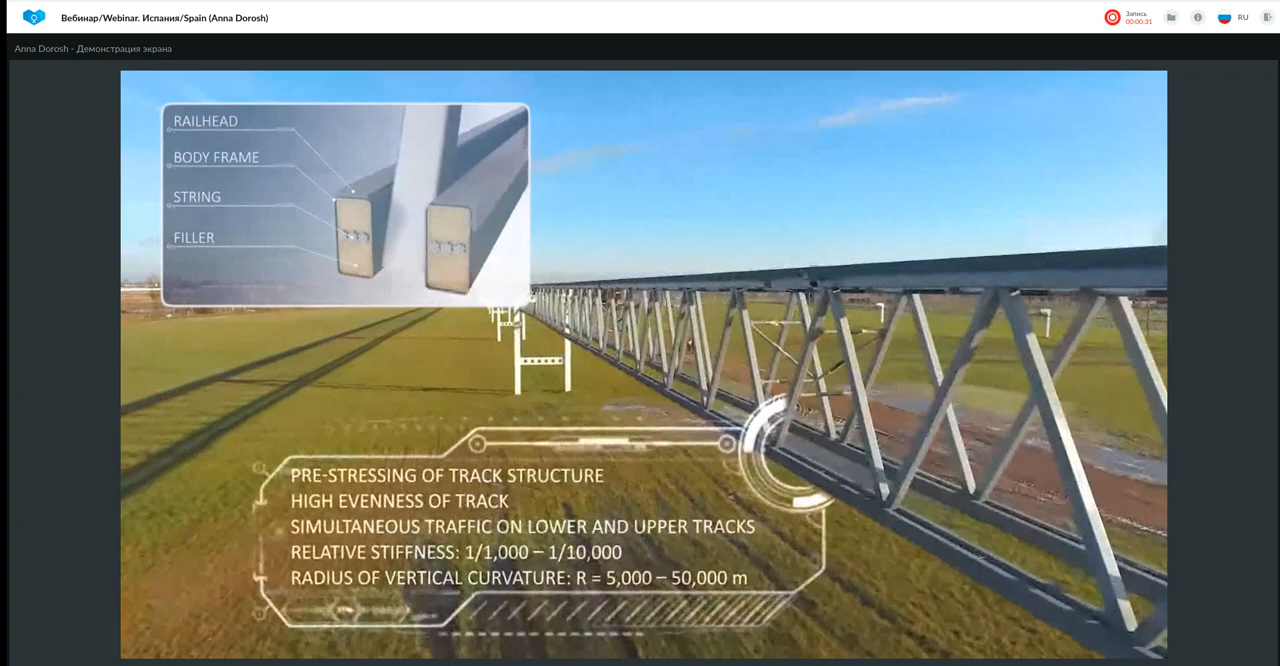 Вебинар/Webinar. Испания/Spain (Anna Dorosh)
Запись
00:00:31
RU
Anna Dorosh - Демонстрация экрана
RAILHEAD
BODY FRAME
STRING
FILLER
PRE-STRESSING OF TRACK STRUCTURE
HIGH EVENNESS OF TRACK
SIMULTANEOUS TRAFFIC ON LOWER AND UPPER TRACKS
RELATIVE STIFFNESS: 1/1,000 – 1/10,000
RADIUS OF VERTICAL CURVATURE: R = 5,000 – 50,000 m